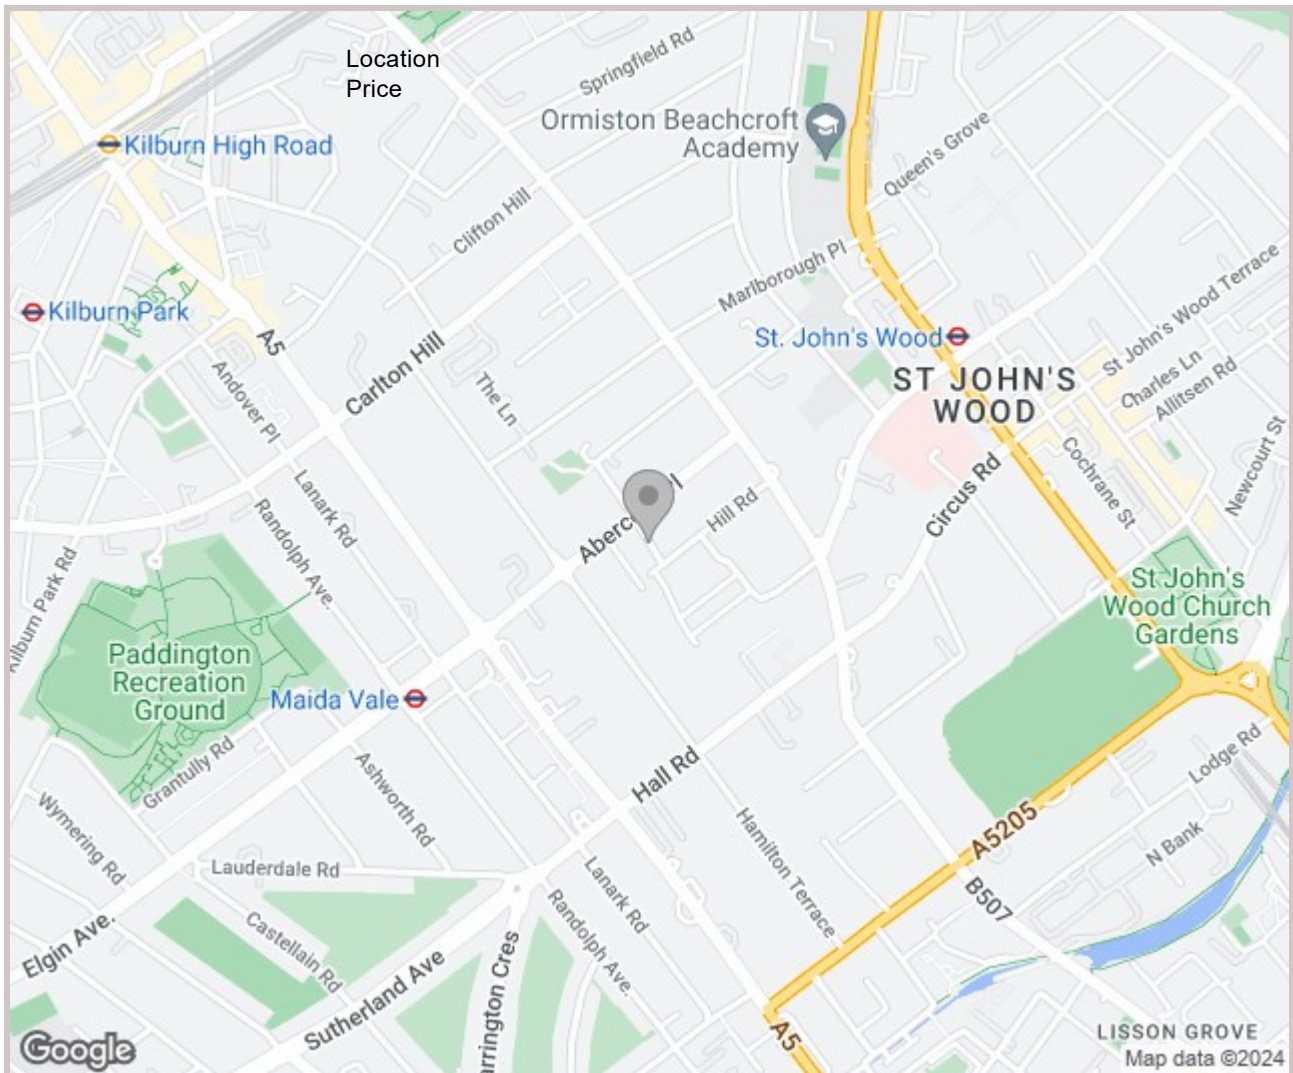 Location
Price
Springfield Rd
Ormiston Beachcroft
Academy
Kilburn High Road
Queen's Grove
Clifton Hill
Marlborough Pl
St John's Wood Terrace
Kilburn Park
A5
St. John's Wood
ST JOHN'S
WOOD
Charles Ln
Allitsen Rd
Andover Pl
Carlton Hill
The Ln
Newcourt St
Cochrane St
Circus Rd
Lanark Rd
Randolph Ave.
Hill Rd
Kilburn Park Rd
St John's
Wood Church
Gardens
Paddington
Recreation
Ground
Maida Vale
Grantully Rd
Ashworth Rd
Hall Rd
Lodge Rd
Wymering Rd
Hamilton Terrace
A5205
N Bank
Lauderdale Rd
Lanark Rd
Randolph Ave.
B507
Elgin Ave.
Castellain Rd
Sutherland Ave
A5
LISSON GROVE
Google
Map data ©2024